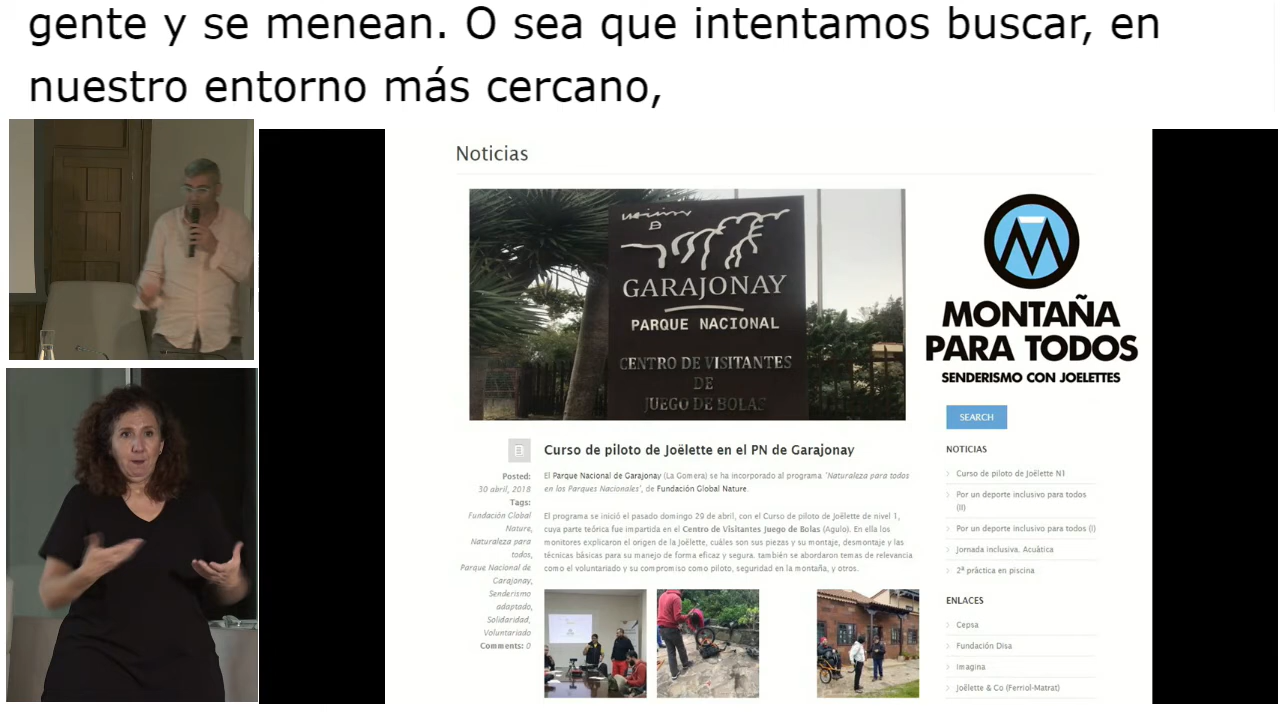 gente y se menean. O sea que intentamos buscar, en
nuestro entorno más cercano,
Noticias
GARAJONAY
PARQUE NACIONAL
CENTRO DE VISITANTES
DE
JUEGO DE BOLAS
MONTAÑA
PARA TODOS
SENDERISMO CON JOELETTES
SEARCH
NOTICIAS
Curso de piloto de Joëlette N1
Por un deporte inclusivo para todos
(II)
Por un deporte inclusivo para todos (I)
Jornada inclusiva. Acuática
2ª práctica en piscina
ENLACES
Cepsa
Fundación Disa
Imagina
Joëlette & Co (Ferriol-Matrat)
Curso de piloto de Joëlette en el PN de Garajonay
Posted:
30 abril, 2018
Tags:
Fundación Global
Nature,
Naturaleza para
todos,
Parque Nacional de
Garajonay,
Senderismo
adaptado,
Solidaridad,
Voluntariado
Comments: 0
El Parque Nacional de Garajonay (La Gomera) se ha incorporado al programa 'Naturaleza para todos
en los Parques Nacionales', de Fundación Global Nature.
El programa se inició el pasado domingo 29 de abril, con el Curso de piloto de Joëlette de nivel 1,
cuya parte teórica fue impartida en el Centro de Visitantes Juego de Bolas (Agulo). En ella los
monitores explicaron el origen de la Joëlette, cuáles son sus piezas y su montaje, desmontaje y las
técnicas básicas para su manejo de forma eficaz y segura. también se abordaron temas de relevancia
como el voluntariado y su compromiso como piloto, seguridad en la montaña, y otros.